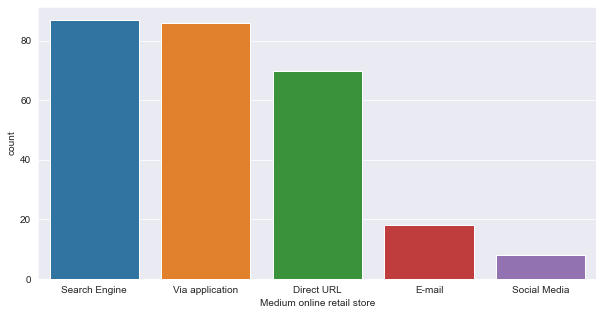 80
60
40
20
0
count
Search Engine
Via application
Direct URL
E-mail
Social Media
Medium online retail store